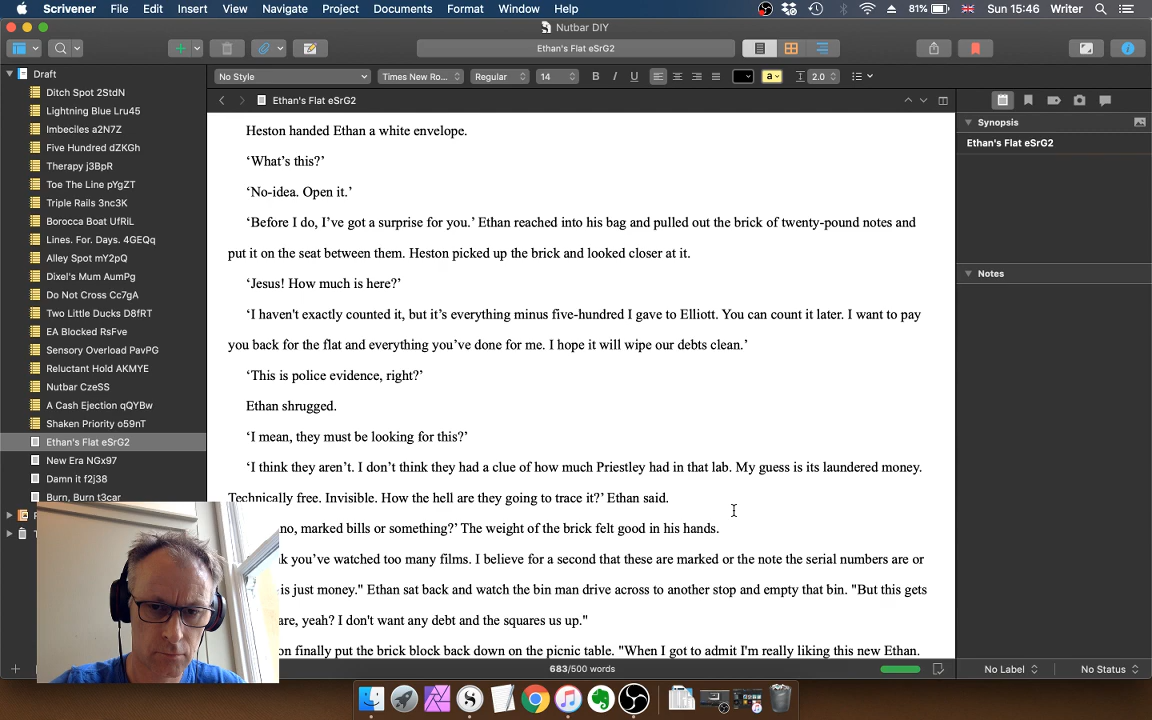 Scrivener File Edit Insert View Navigate Project Documents Format Window Help 81% Sun 15:46 Writer
Nutbar DIY
Ethan's Flat eSrG2
No Style Times New Ro... Regular 14 B I U a 2.0
Ethan's Flat eSrG2
Draft
Ditch Spot 2StdN
Lightning Blue Lru45
Imbeciles a2N7Z
Five Hundred dZKGh
Therapy j3BpR
Toe The Line pYgZT
Triple Rails 3nc3K
Borocca Boat UfRiL
Lines. For. Days. 4GEQq
Alley Spot mY2pQ
Dixel's Mum AumPg
Do Not Cross Cc7gA
Two Little Ducks D8fRT
EA Blocked RsFve
Sensory Overload PavPG
Reluctant Hold AKMYE
Nutbar CzeSS
A Cash Ejection qQYBw
Shaken Priority o59nT
Ethan's Flat eSrG2
New Era NGx97
Damn it f2j38
Burn, Burn t3car
Heston handed Ethan a white envelope.
‘What’s this?’
‘No-idea. Open it.’
‘Before I do, I’ve got a surprise for you.’ Ethan reached into his bag and pulled out the brick of twenty-pound notes and
put it on the seat between them. Heston picked up the brick and looked closer at it.
‘Jesus! How much is here?’
‘I haven't exactly counted it, but it’s everything minus five-hundred I gave to Elliott. You can count it later. I want to pay
you back for the flat and everything you’ve done for me. I hope it will wipe our debts clean.’
‘This is police evidence, right?’
Ethan shrugged.
‘I mean, they must be looking for this?’
‘I think they aren’t. I don’t think they had a clue of how much Priestley had in that lab. My guess is its laundered money.
Technically free. Invisible. How the hell are they going to trace it?’ Ethan said.
no, marked bills or something?’ The weight of the brick felt good in his hands.
you’ve watched too many films. I believe for a second that these are marked or the note the serial numbers are or
is just money." Ethan sat back and watch the bin man drive across to another stop and empty that bin. "But this gets
yeah? I don't want any debt and the squares us up."
finally put the brick block back down on the picnic table. "When I got to admit I'm really liking this new Ethan.
683/500 words
Synopsis
Ethan's Flat eSrG2
Notes
No Label No Status